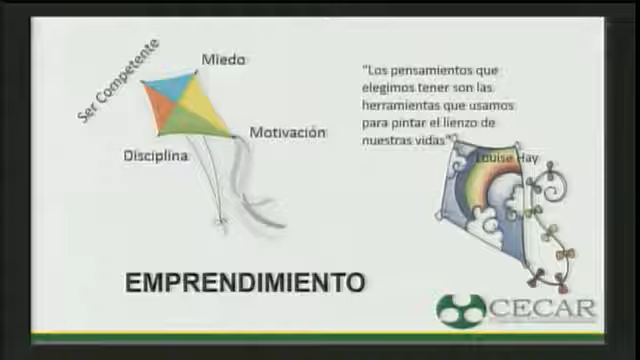 Ser Competente
Miedo
Motivación
Disciplina
"Los pensamientos que
elegimos tener son las
herramientas que usamos
para pintar el lienzo de
nuestras vidas"
Louise Hay
EMPRENDIMIENTO
CECAR